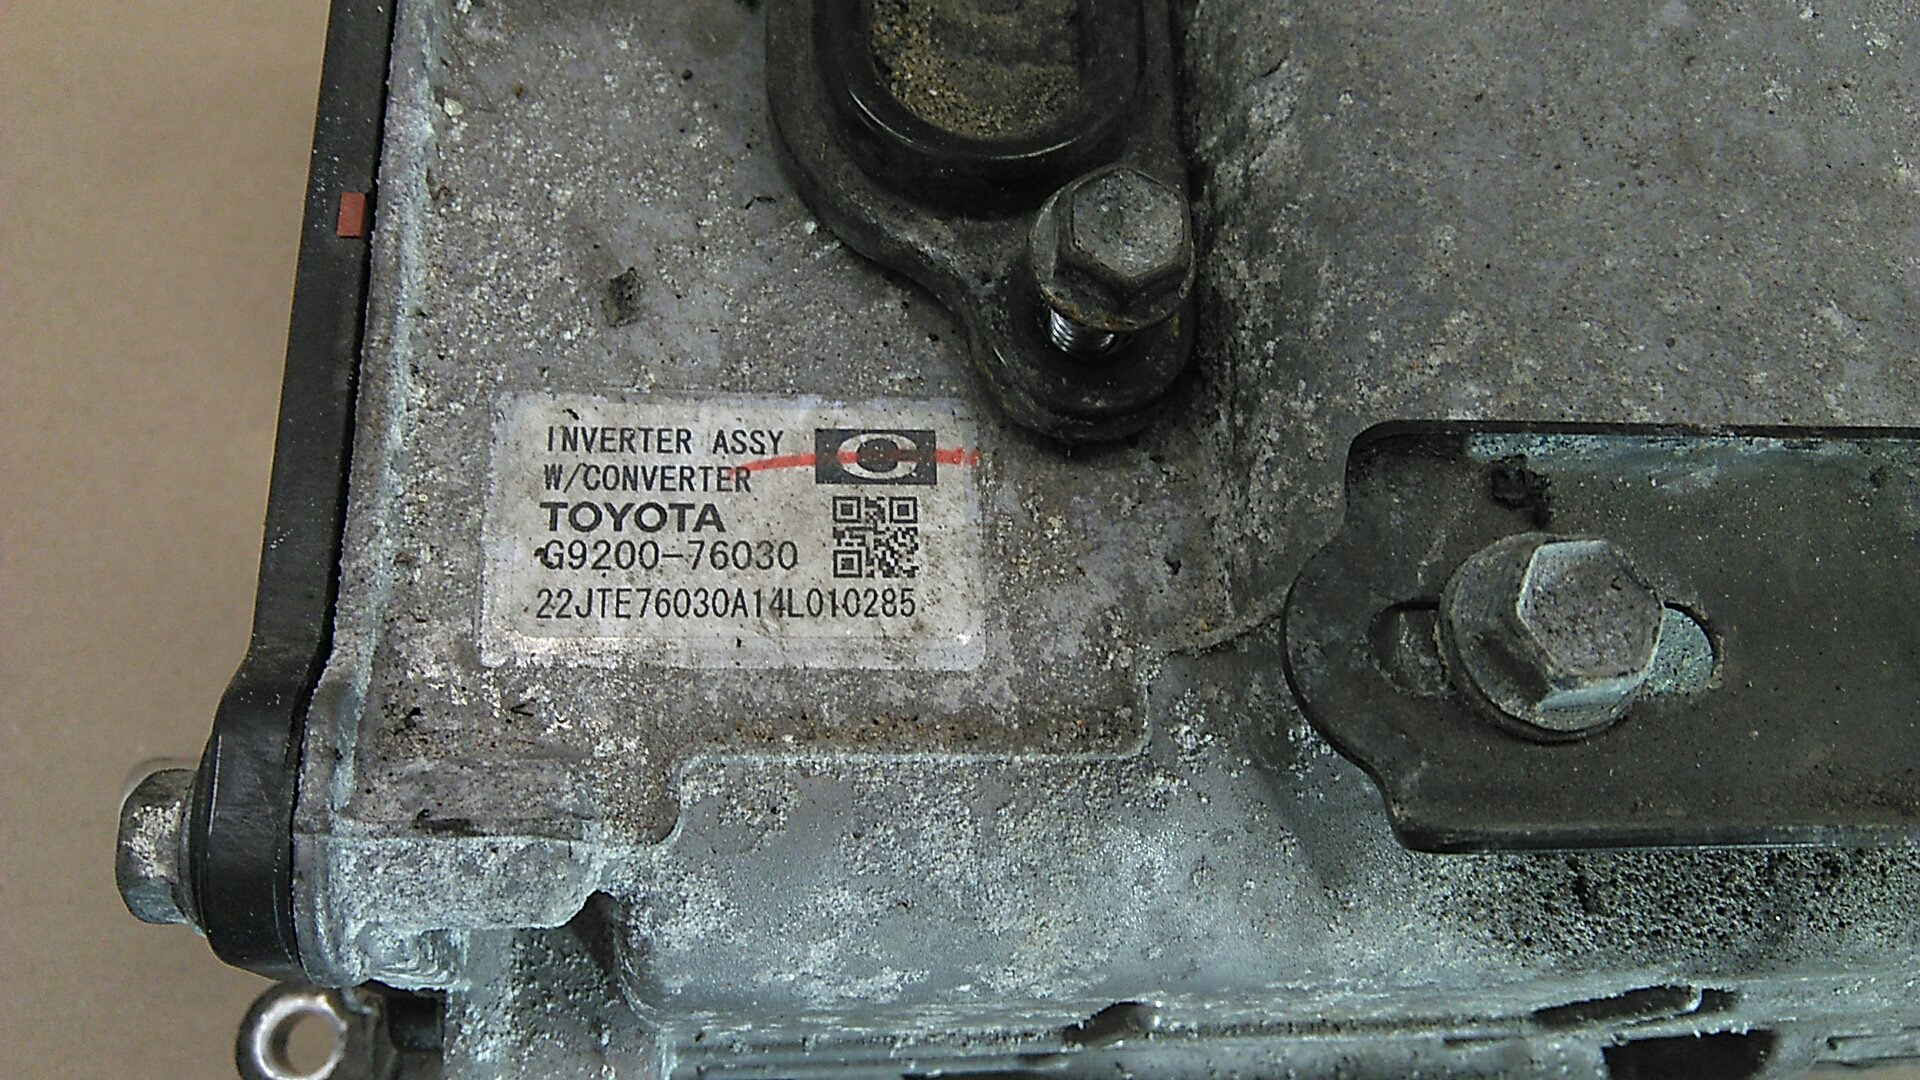 INVERTER ASSY
W/CONVERTER
C
TOYOTA
G9200-76030
22JTE76030A14L010285